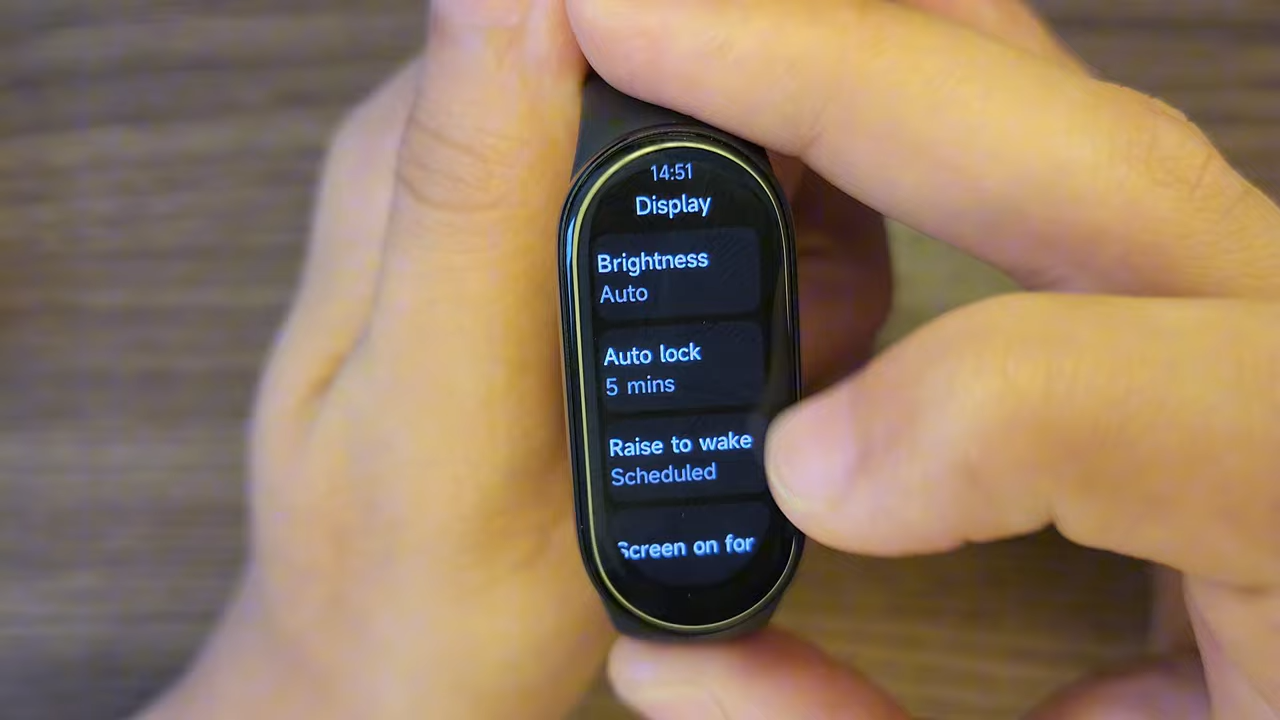 14:51
Display
Brightness
Auto
Auto lock
5 mins
Raise to wake
Scheduled
Screen on for